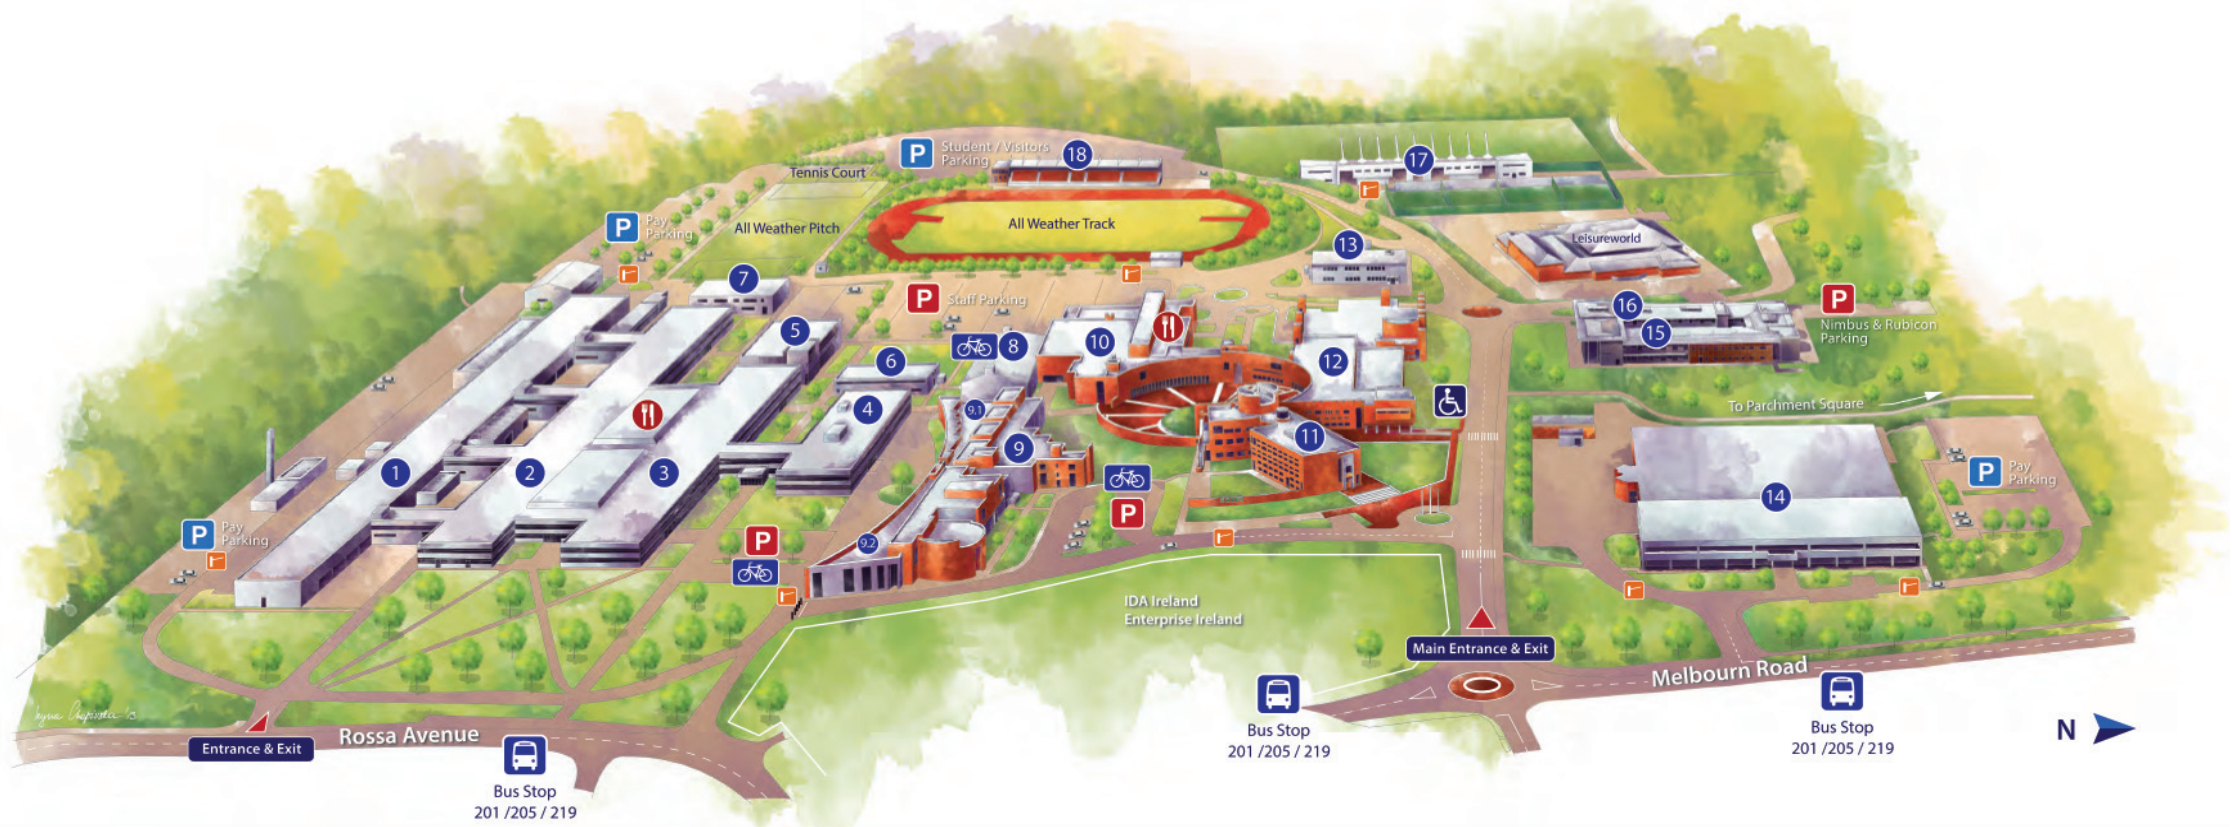 P
Student / Visitors
Parking
18
17
Tennis Court
P
Pay
Parking
All Weather Pitch
All Weather Track
13
Leisureworld
7
P
Staff Parking
16
15
P
Nimbus & Rubicon
Parking
5
8
10
12
6
4
9.1
9
11
To Parchment Square
1
2
3
P
Pay
Parking
14
P
Pay
Parking
P
P
9.2
IDA Ireland
Enterprise Ireland
Main Entrance & Exit
Melbourn Road
Entrance & Exit
Rossa Avenue
Bus Stop
201 /205 / 219
Bus Stop
201 /205 / 219
Bus Stop
201 /205 / 219
N